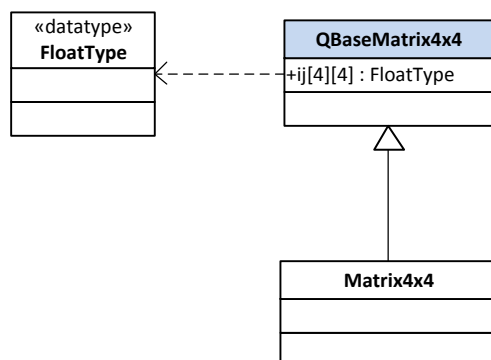 «datatype»
FloatType
QBaseMatrix4x4
+ij[4][4] : FloatType
Matrix4x4